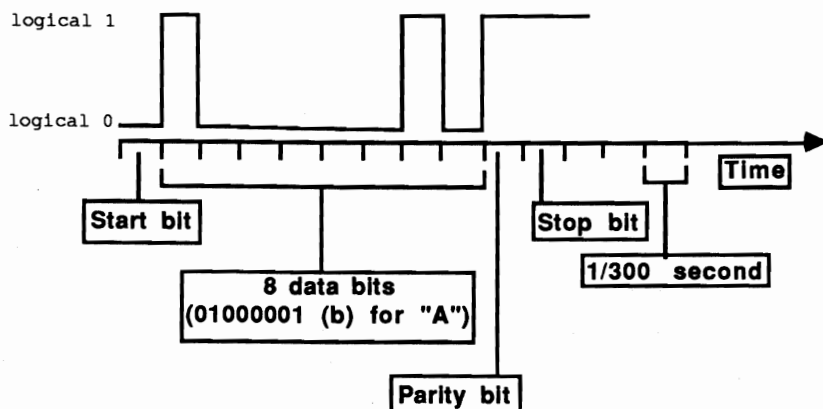 logical 1
logical 0
Time
Start bit
Stop bit
1/300 second
8 data bits
(01000001 (b) for "A")
Parity bit